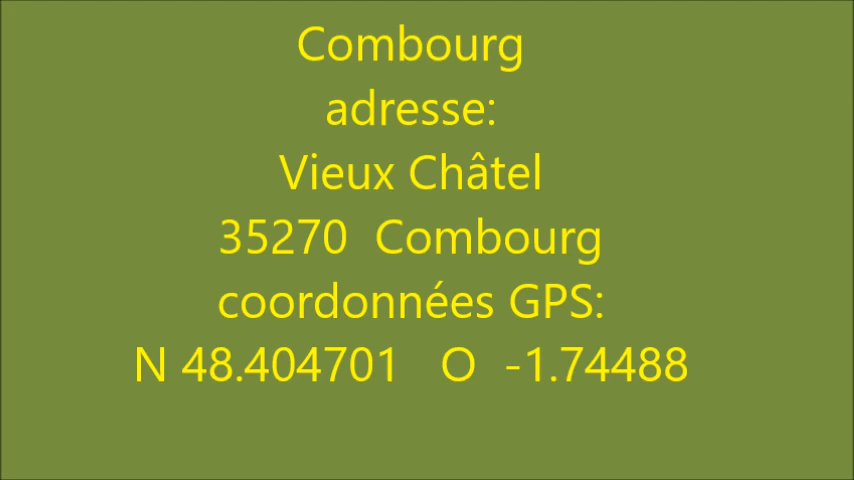 Combourg
adresse:
Vieux Châtel
35270  Combourg
coordonnées GPS:
N 48.404701   O  -1.74488